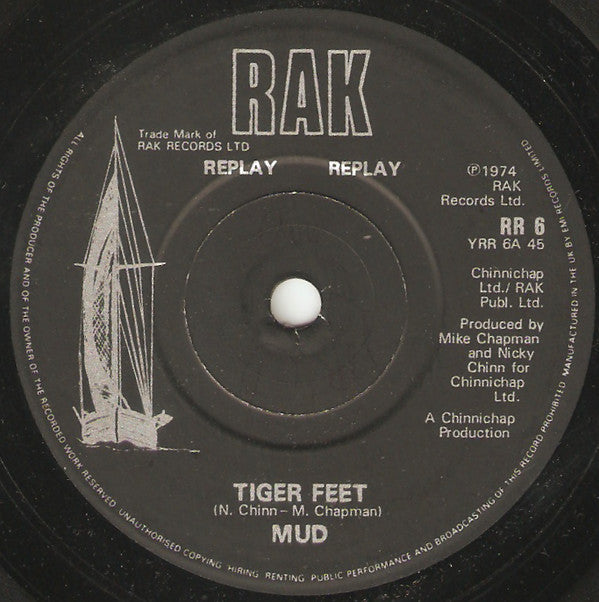 RAK
Trade Mark of
RAK RECORDS LTD
REPLAY REPLAY
℗1974
RAK
Records Ltd.
RR 6
YRR 6A 45
Chinnichap
Ltd./ RAK
Publ. Ltd.
Produced by
Mike Chapman
and Nicky
Chinn for
Chinnichap
Ltd.
A Chinnichap
Production
TIGER FEET
(N. Chinn – M. Chapman)
MUD
ALL RIGHTS OF THE PRODUCER AND OF THE OWNER OF THE RECORDED WORK RESERVED. UNAUTHORISED COPYING HIRING RENTING PUBLIC PERFORMANCE AND BROADCASTING OF THIS RECORD PROHIBITED MANUFACTURED IN THE UK BY EMI RECORDS LIMITED